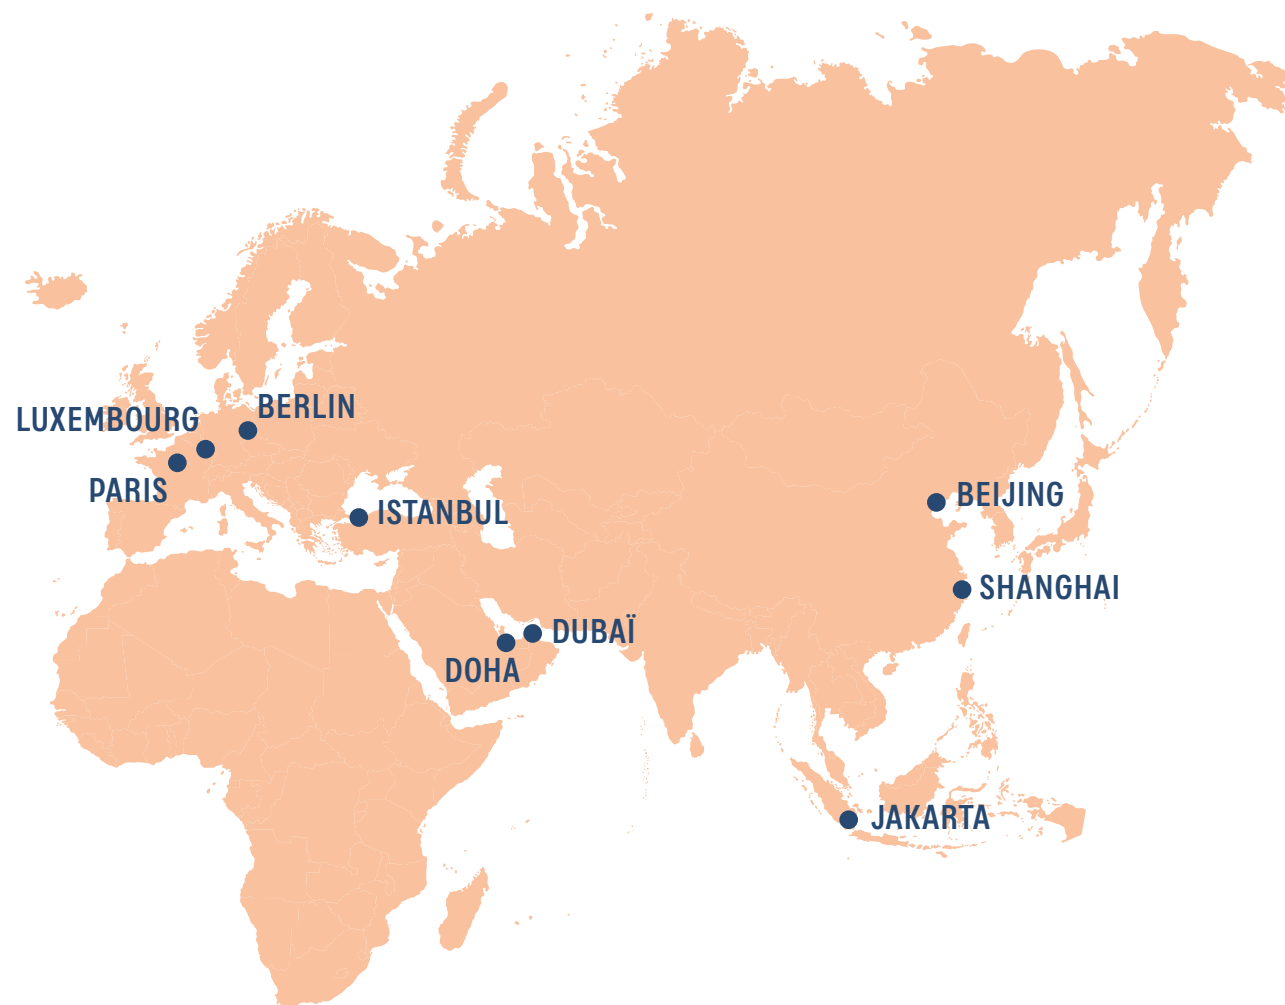 BERLIN
LUXEMBOURG
PARIS
ISTANBUL
BEIJING
SHANGHAI
DUBAÏ
DOHA
JAKARTA